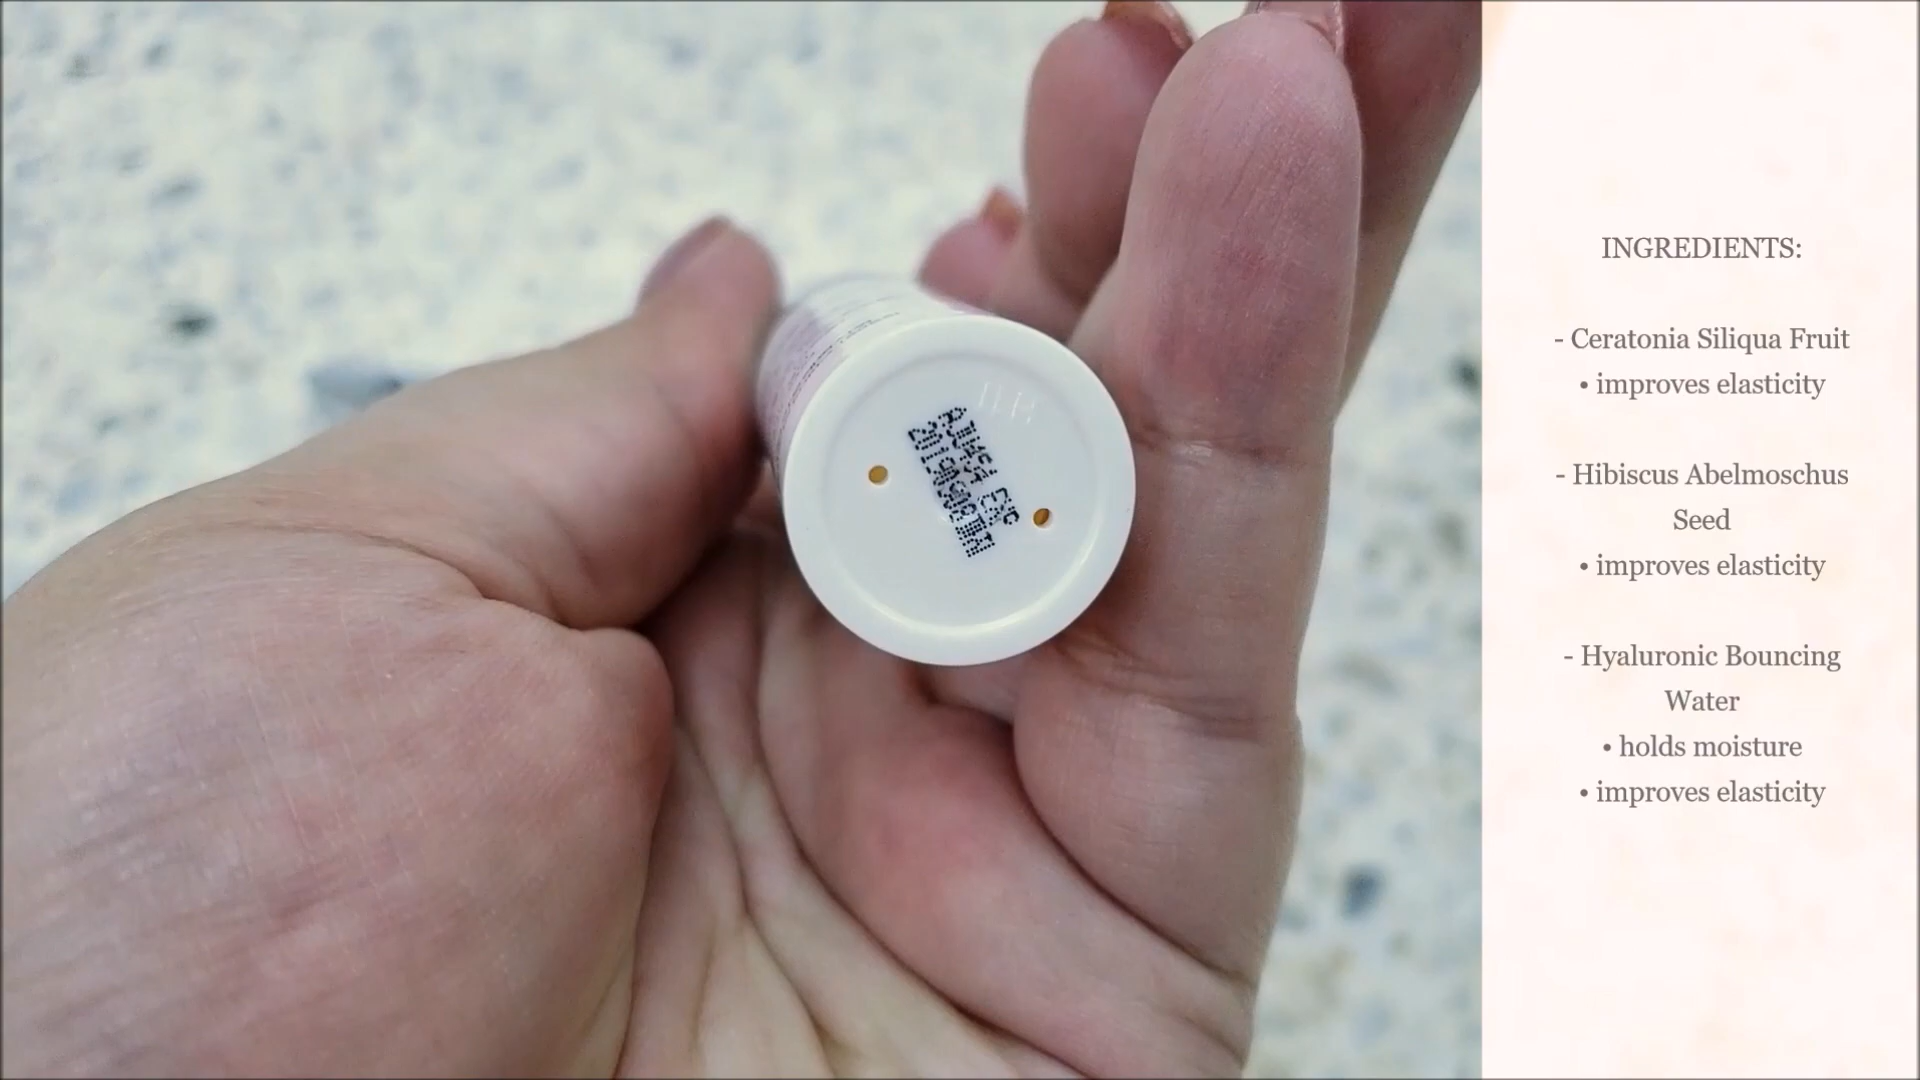 INGREDIENTS:
- Ceratonia Siliqua Fruit
• improves elasticity
- Hibiscus Abelmoschus
Seed
• improves elasticity
- Hyaluronic Bouncing
Water
• holds moisture
• improves elasticity